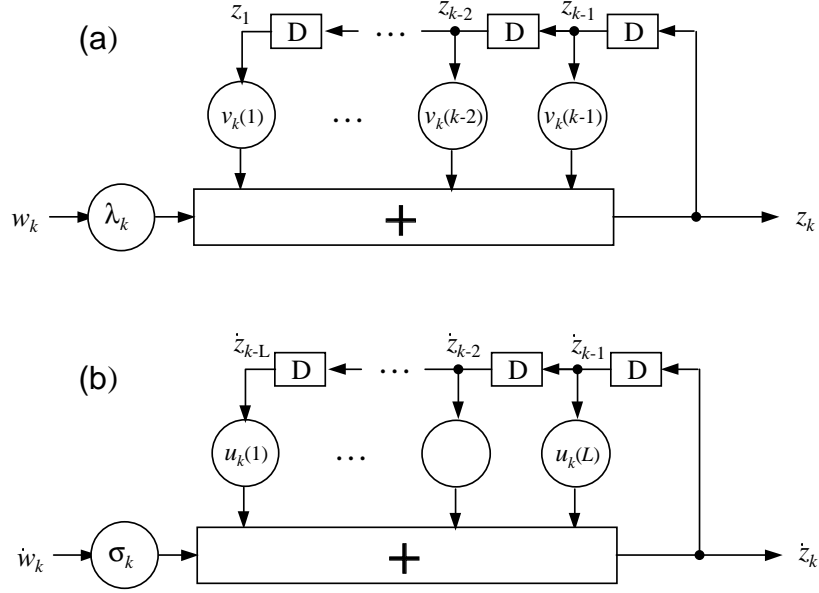 (a)
z₁ D ... zₖ₋₂ D zₖ₋₁ D
vₖ(1) ... vₖ(k-2) vₖ(k-1)
wₖ λₖ + zₖ
(b)
ż_{k-L} D ... żₖ₋₂ D żₖ₋₁ D
uₖ(1) ... uₖ(L)
ẇₖ σₖ + żₖ